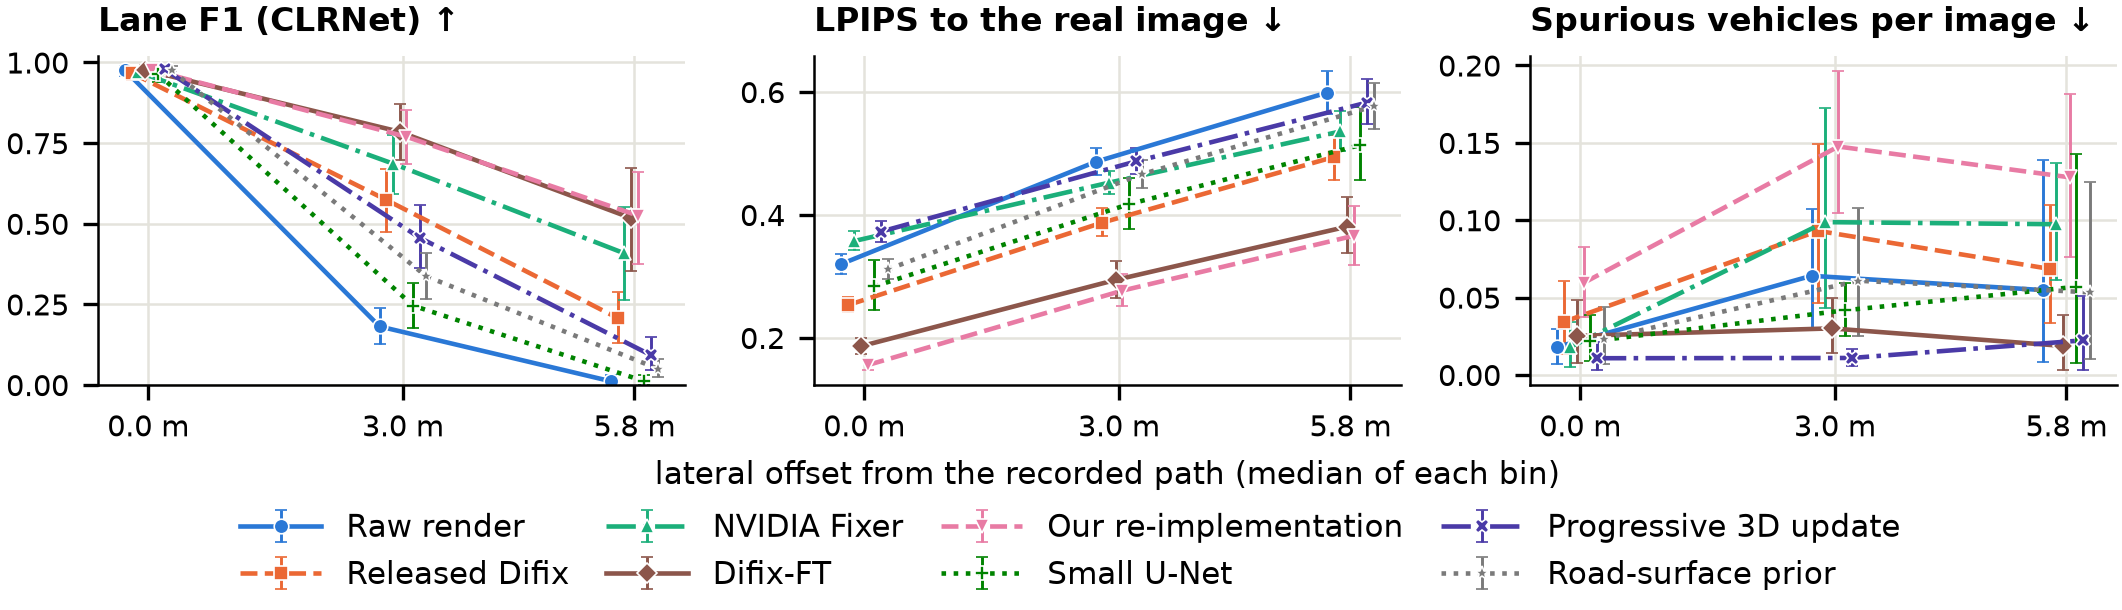 Lane F1 (CLRNet) ↑
1.00
0.75
0.50
0.25
0.00
0.0 m
3.0 m
5.8 m
LPIPS to the real image ↓
0.6
0.4
0.2
0.0 m
3.0 m
5.8 m
Spurious vehicles per image ↓
0.20
0.15
0.10
0.05
0.00
0.0 m
3.0 m
5.8 m
lateral offset from the recorded path (median of each bin)
Raw render
NVIDIA Fixer
Our re-implementation
Progressive 3D update
Released Difix
Difix-FT
Small U-Net
Road-surface prior